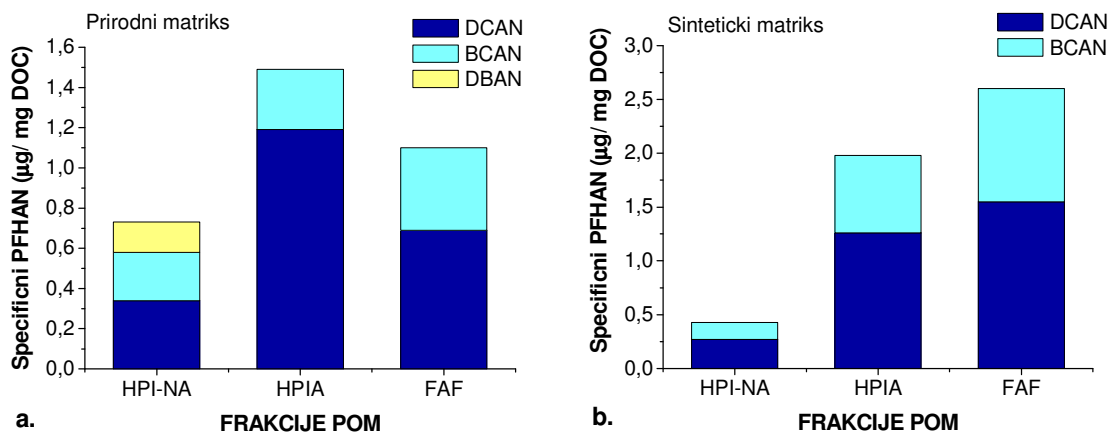 Prirodni matriks
DCAN
BCAN
DBAN
Specificni PFHAN (µg/ mg DOC)
1,6
1,4
1,2
1,0
0,8
0,6
0,4
0,2
0,0
HPI-NA HPIA FAF
a. FRAKCIJE POM
Sinteticki matriks
DCAN
BCAN
Specificni PFHAN (µg/ mg DOC)
3,0
2,5
2,0
1,5
1,0
0,5
0,0
HPI-NA HPIA FAF
b. FRAKCIJE POM